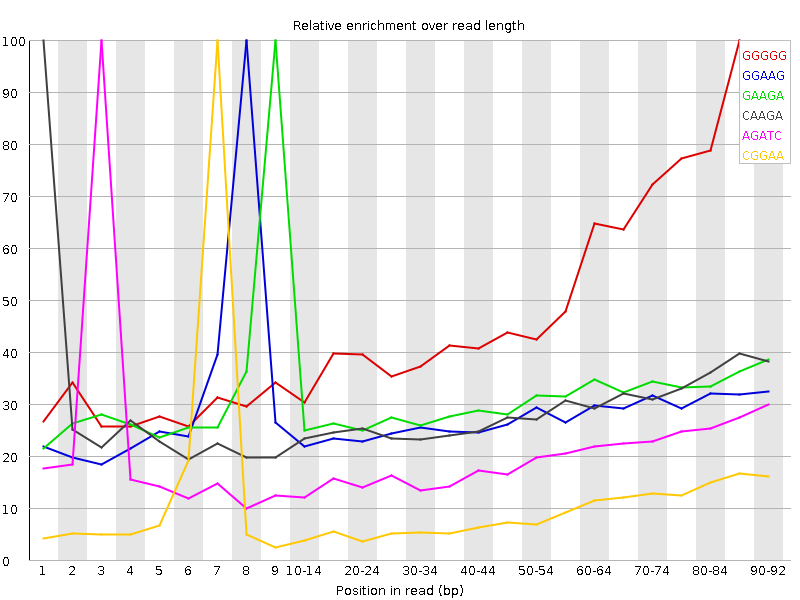 Relative enrichment over read length
100
90
80
70
60
50
40
30
20
10
0
GGGGG
GGAAG
GAAGA
CAAGA
AGATC
CGGAA
1 2 3 4 5 6 7 8 9 10-14 20-24 30-34 40-44 50-54 60-64 70-74 80-84 90-92
Position in read (bp)